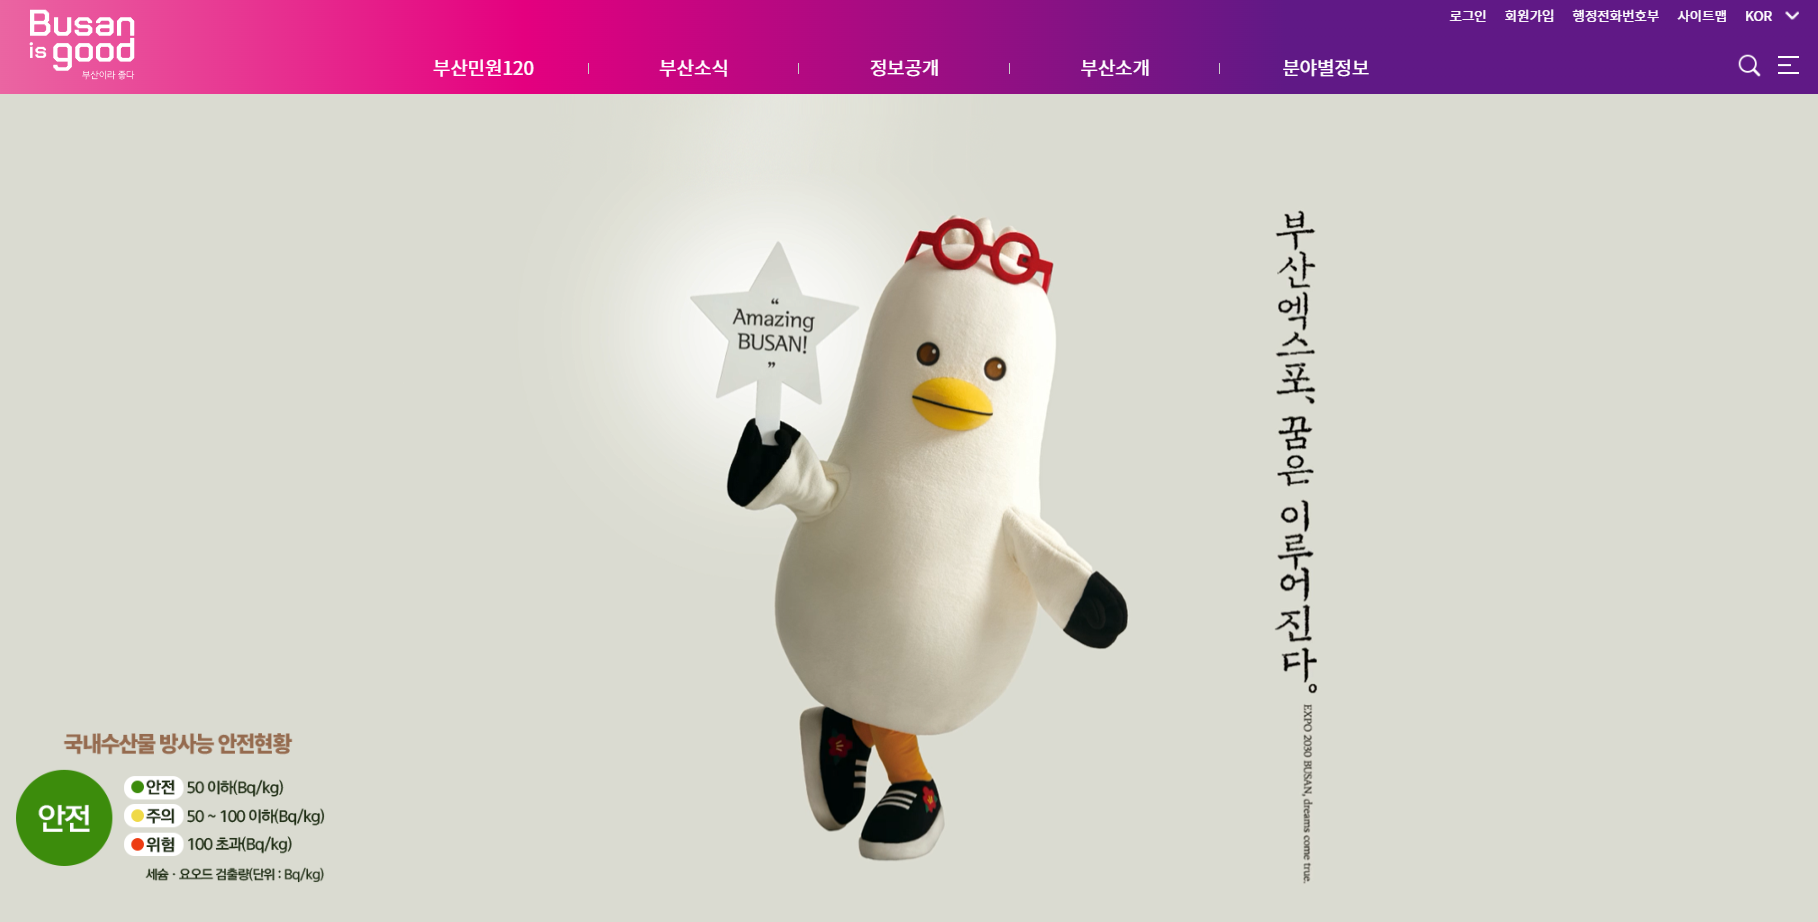 Busan
is good
부산이라 좋다
로그인 회원가입 행정전화번호부 사이트맵 KOR
부산민원120 부산소식 정보공개 부산소개 분야별정보
“
Amazing
BUSAN!
”
부산엑스포, 꿈은 이루어진다。
EXPO 2030 BUSAN, dreams come true.
국내수산물 방사능 안전현황
안전
안전 50 이하(Bq/kg)
주의 50 ~ 100 이하(Bq/kg)
위험 100 초과(Bq/kg)
세슘 · 요오드 검출량(단위 : Bq/kg)